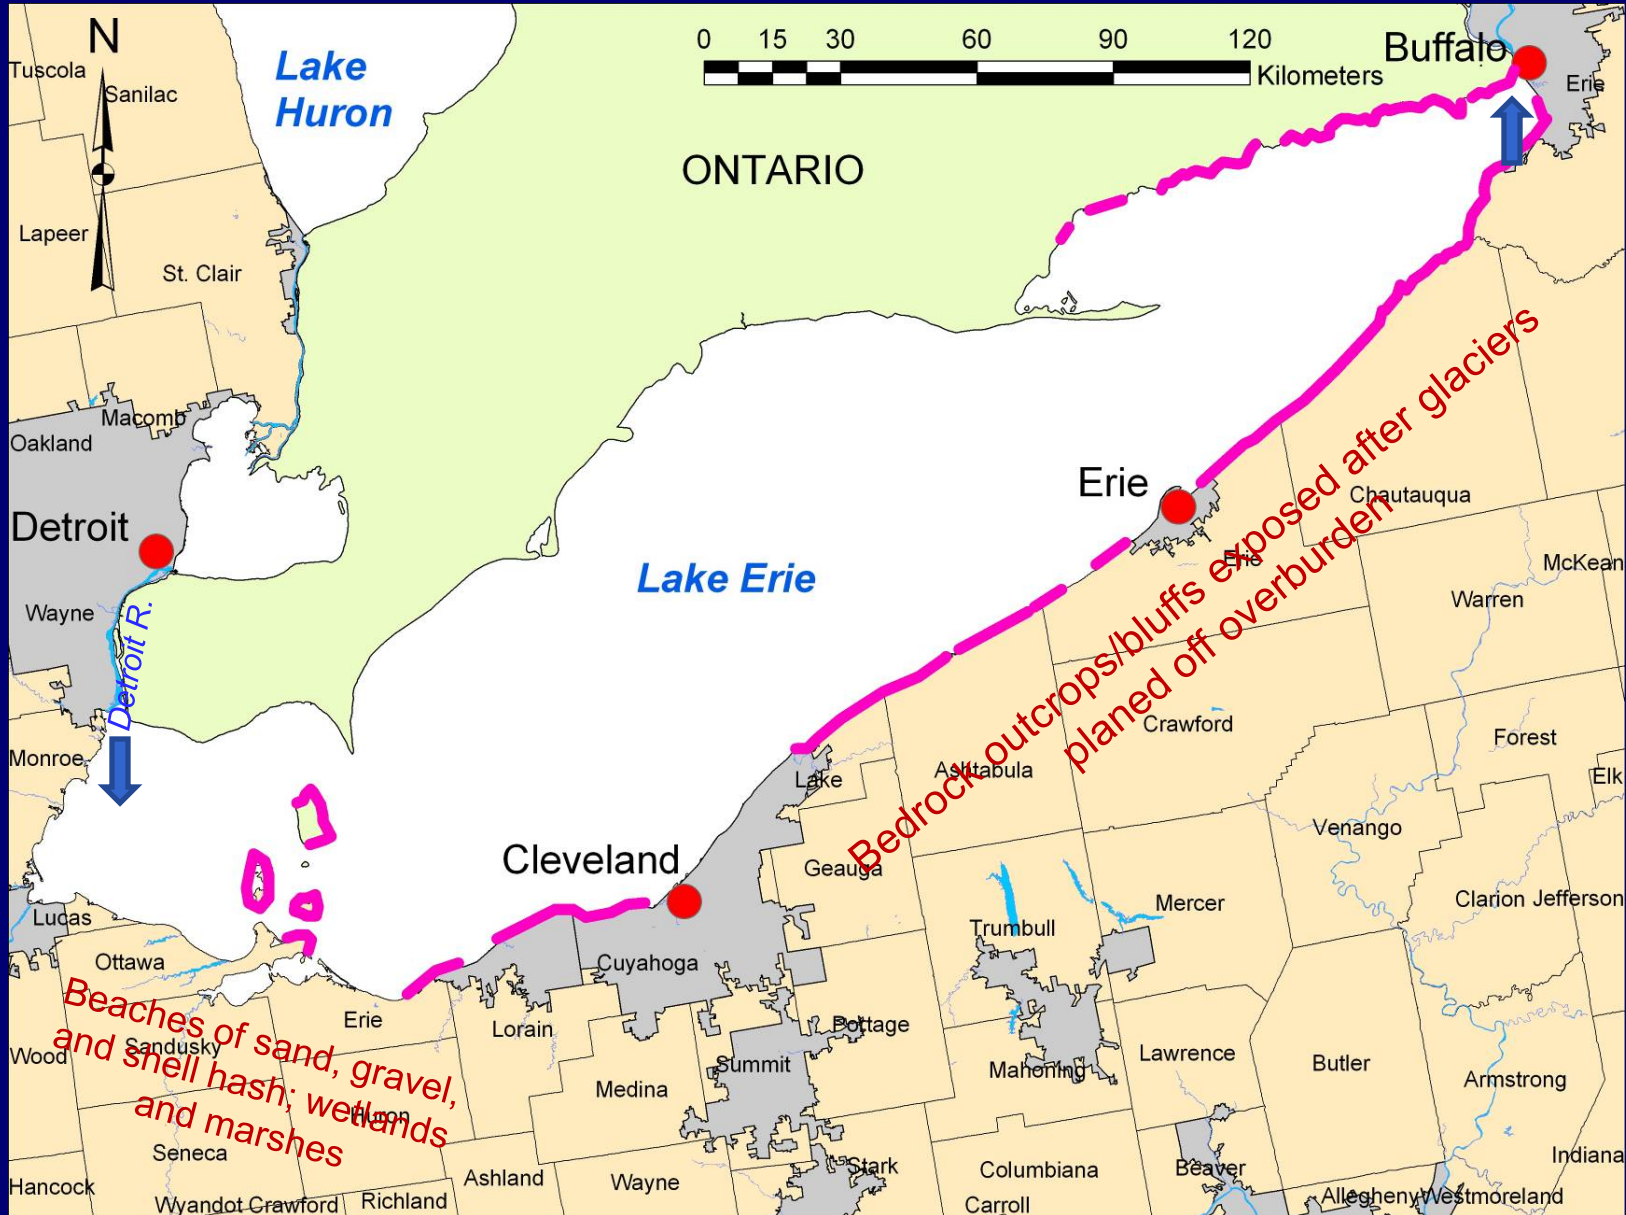 N
Tuscola
Sanilac
Lake
Huron
0 15 30 60 90 120
Kilometers
Buffalo
Erie
ONTARIO
Lapeer
St. Clair
Macomb
Oakland
Detroit
Wayne
Detroit R.
Monroe
Lake Erie
Erie
Erie
Chautauqua
McKean
Warren
Bedrock outcrops/bluffs exposed after glaciers
planed off overburden
Crawford
Forest
Elk
Lake
Ashtabula
Venango
Cleveland
Geauga
Clarion
Jefferson
Mercer
Trumbull
Lucas
Ottawa
Cuyahoga
Beaches of sand, gravel,
and shell hash; wetlands
and marshes
Erie
Lorain
Portage
Wood
Sandusky
Summit
Mahoning
Lawrence
Butler
Armstrong
Medina
Huron
Seneca
Hancock
Ashland
Wayne
Stark
Columbiana
Beaver
Indiana
Wyandot
Crawford
Richland
Carroll
Allegheny
Westmoreland